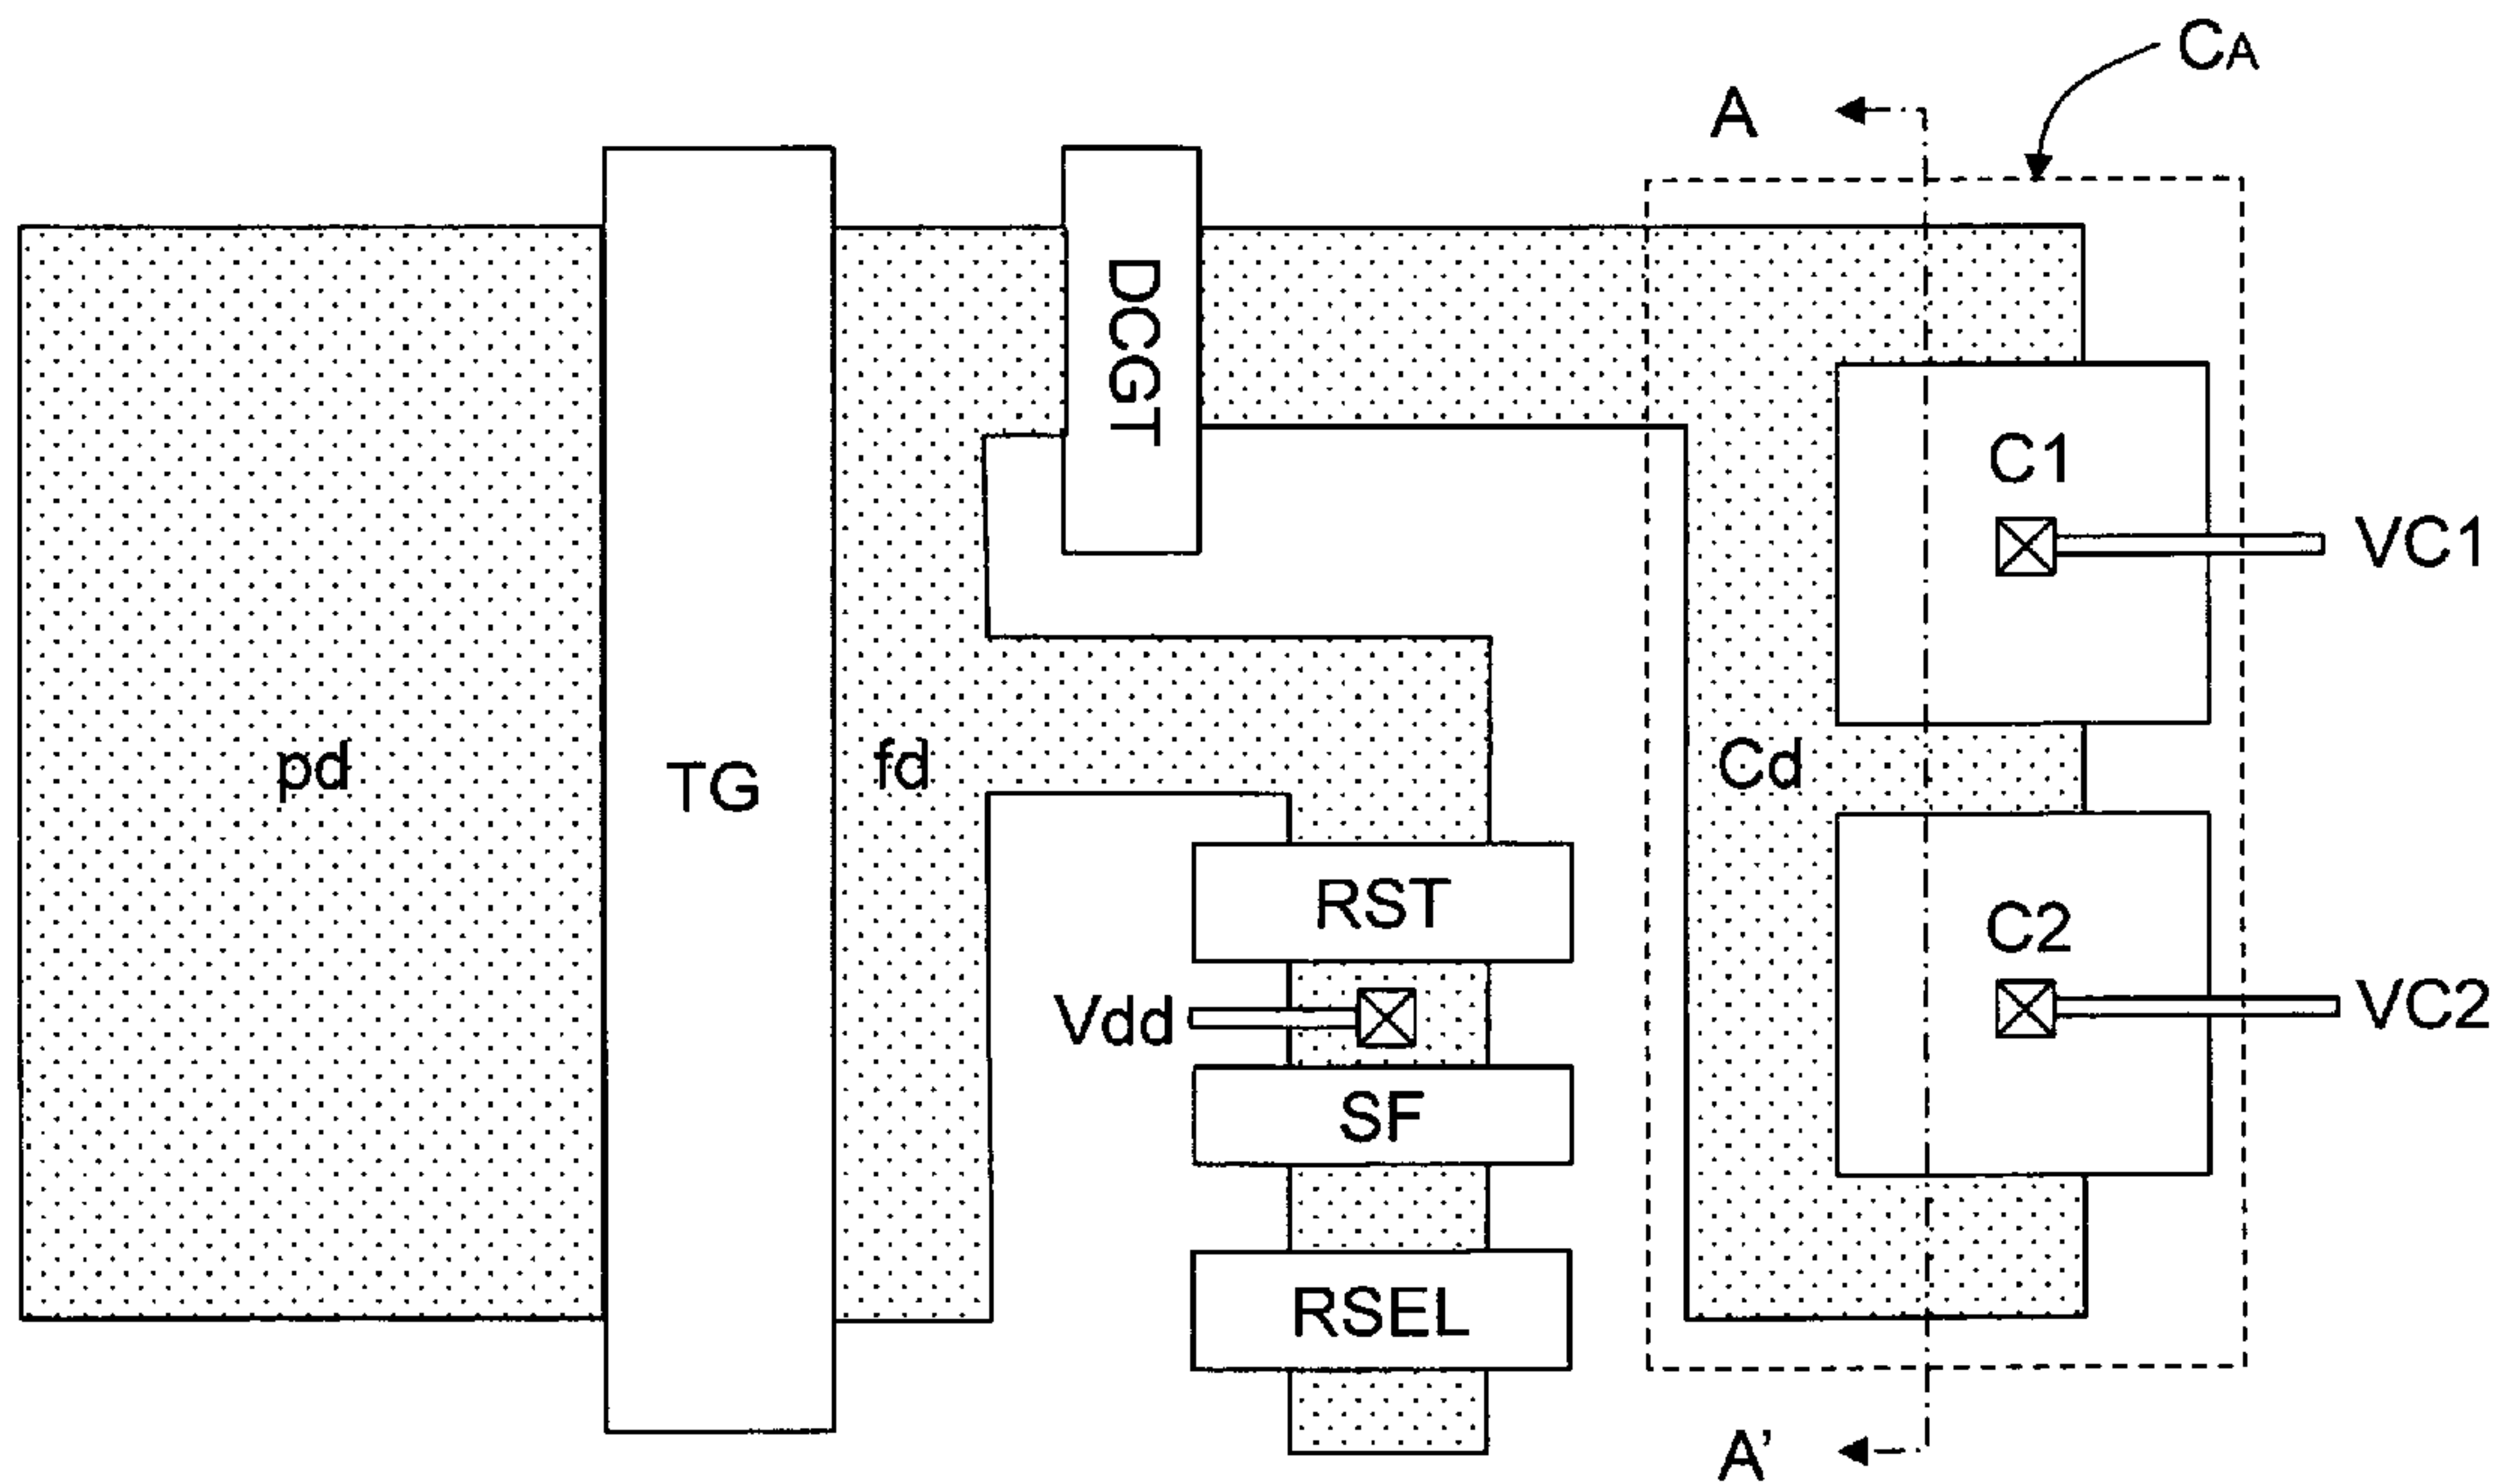 CA
A
DCGT
C1
VC1
pd
TG
fd
Cd
RST
C2
Vdd
VC2
SF
RSEL
A'